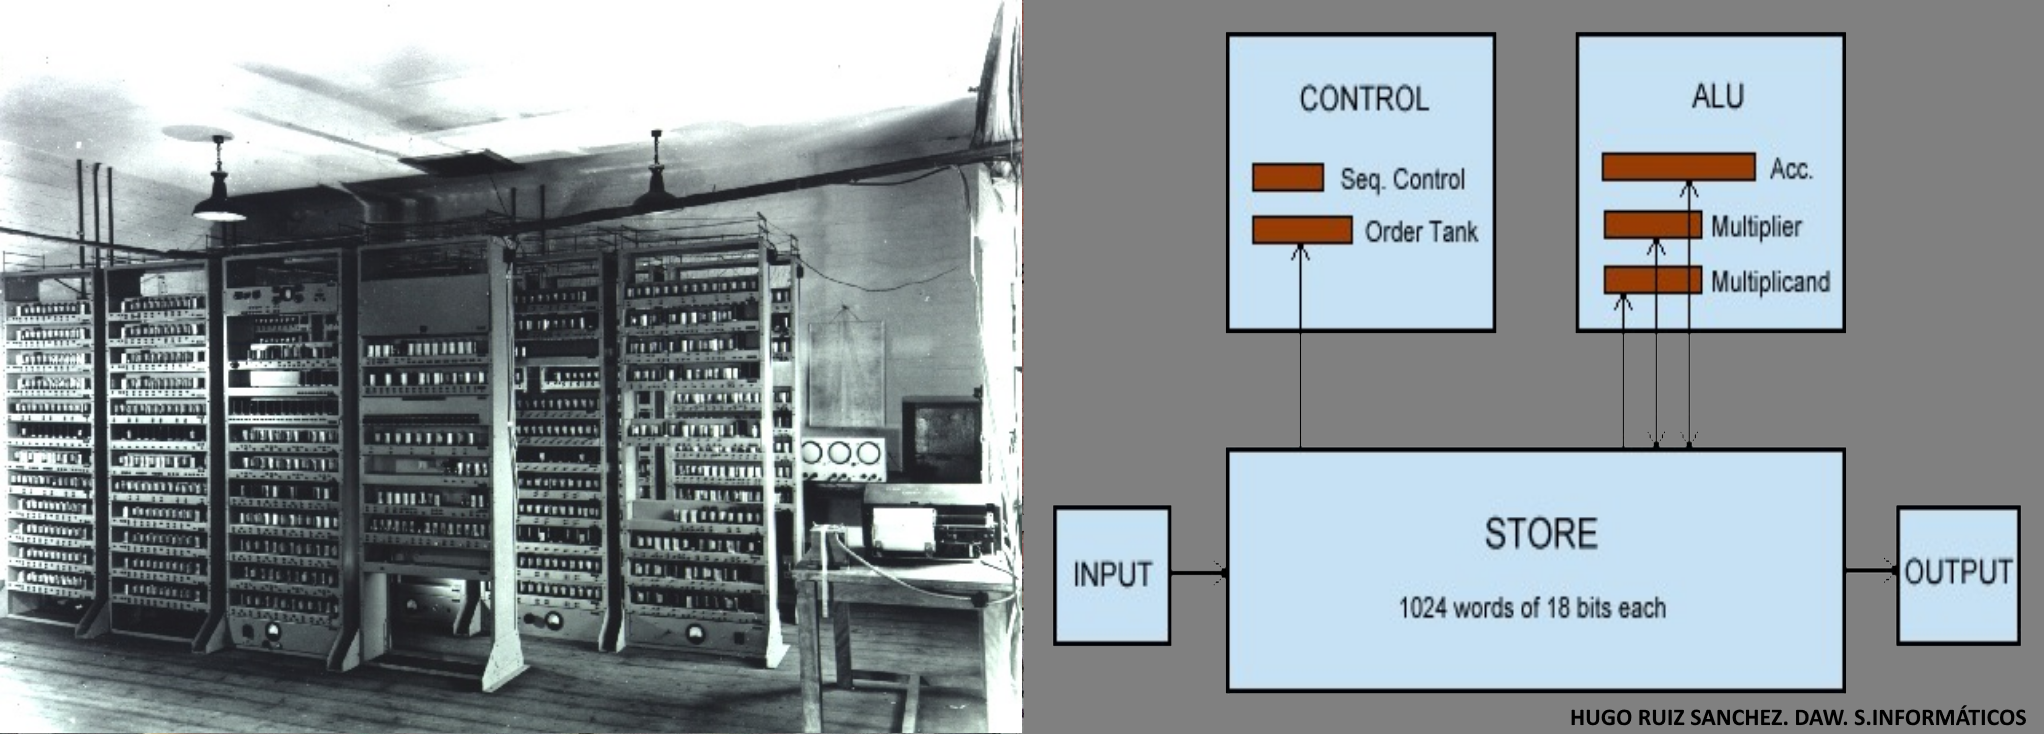 CONTROL
Seq. Control
Order Tank
ALU
Acc.
Multiplier
Multiplicand
STORE
1024 words of 18 bits each
INPUT
OUTPUT
HUGO RUIZ SANCHEZ. DAW. S.INFORMÁTICOS